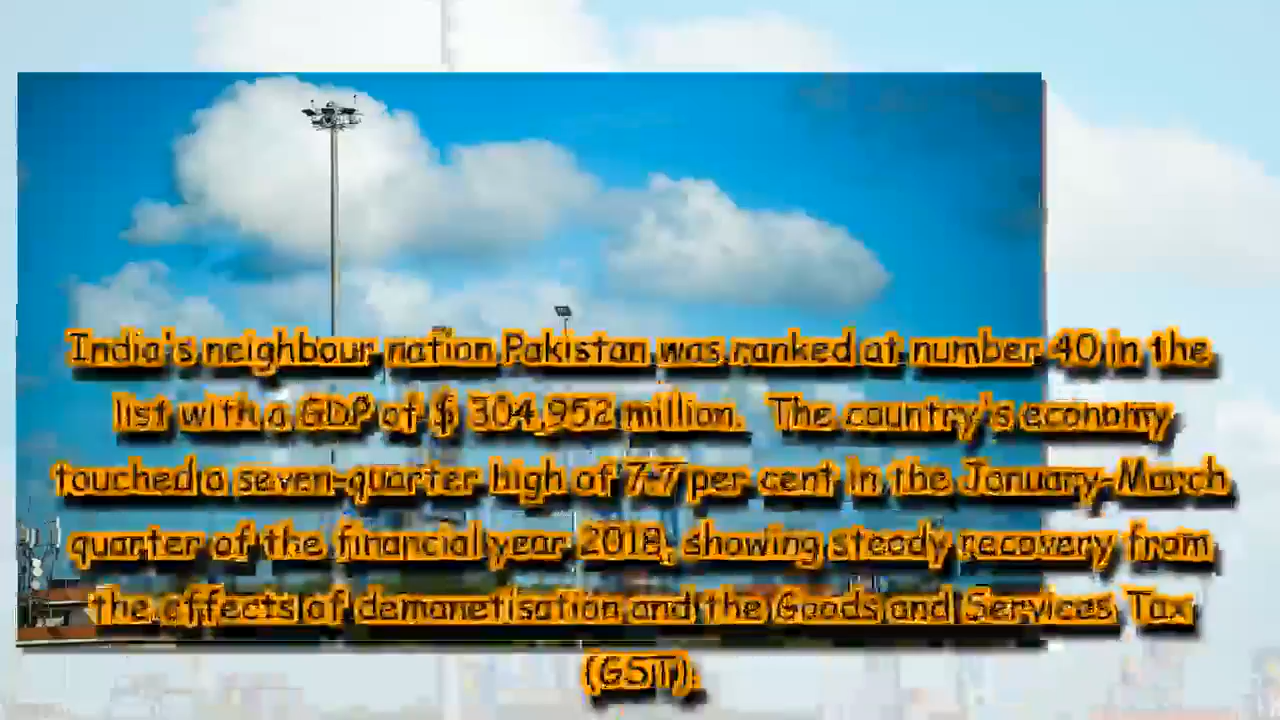 India's neighbour nation Pakistan was ranked at number 40 in the
list with a GDP of $ 304,952 million. The country's economy
touched a seven-quarter high of 7.7 per cent in the January-March
quarter of the financial year 2018, showing steady recovery from
the effects of demonetisation and the Goods and Services Tax
(GST).